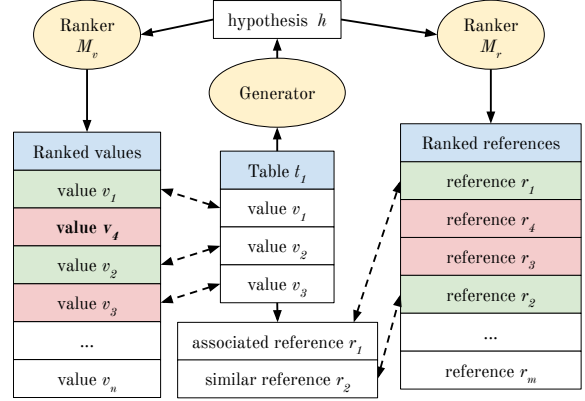 Ranker
M_v
hypothesis h
Ranker
M_r
Generator
Ranked values
value v_1
value v_4
value v_2
value v_3
...
value v_n
Table t_1
value v_1
value v_2
value v_3
associated reference r_1
similar reference r_2
Ranked references
reference r_1
reference r_4
reference r_3
reference r_2
...
reference r_m